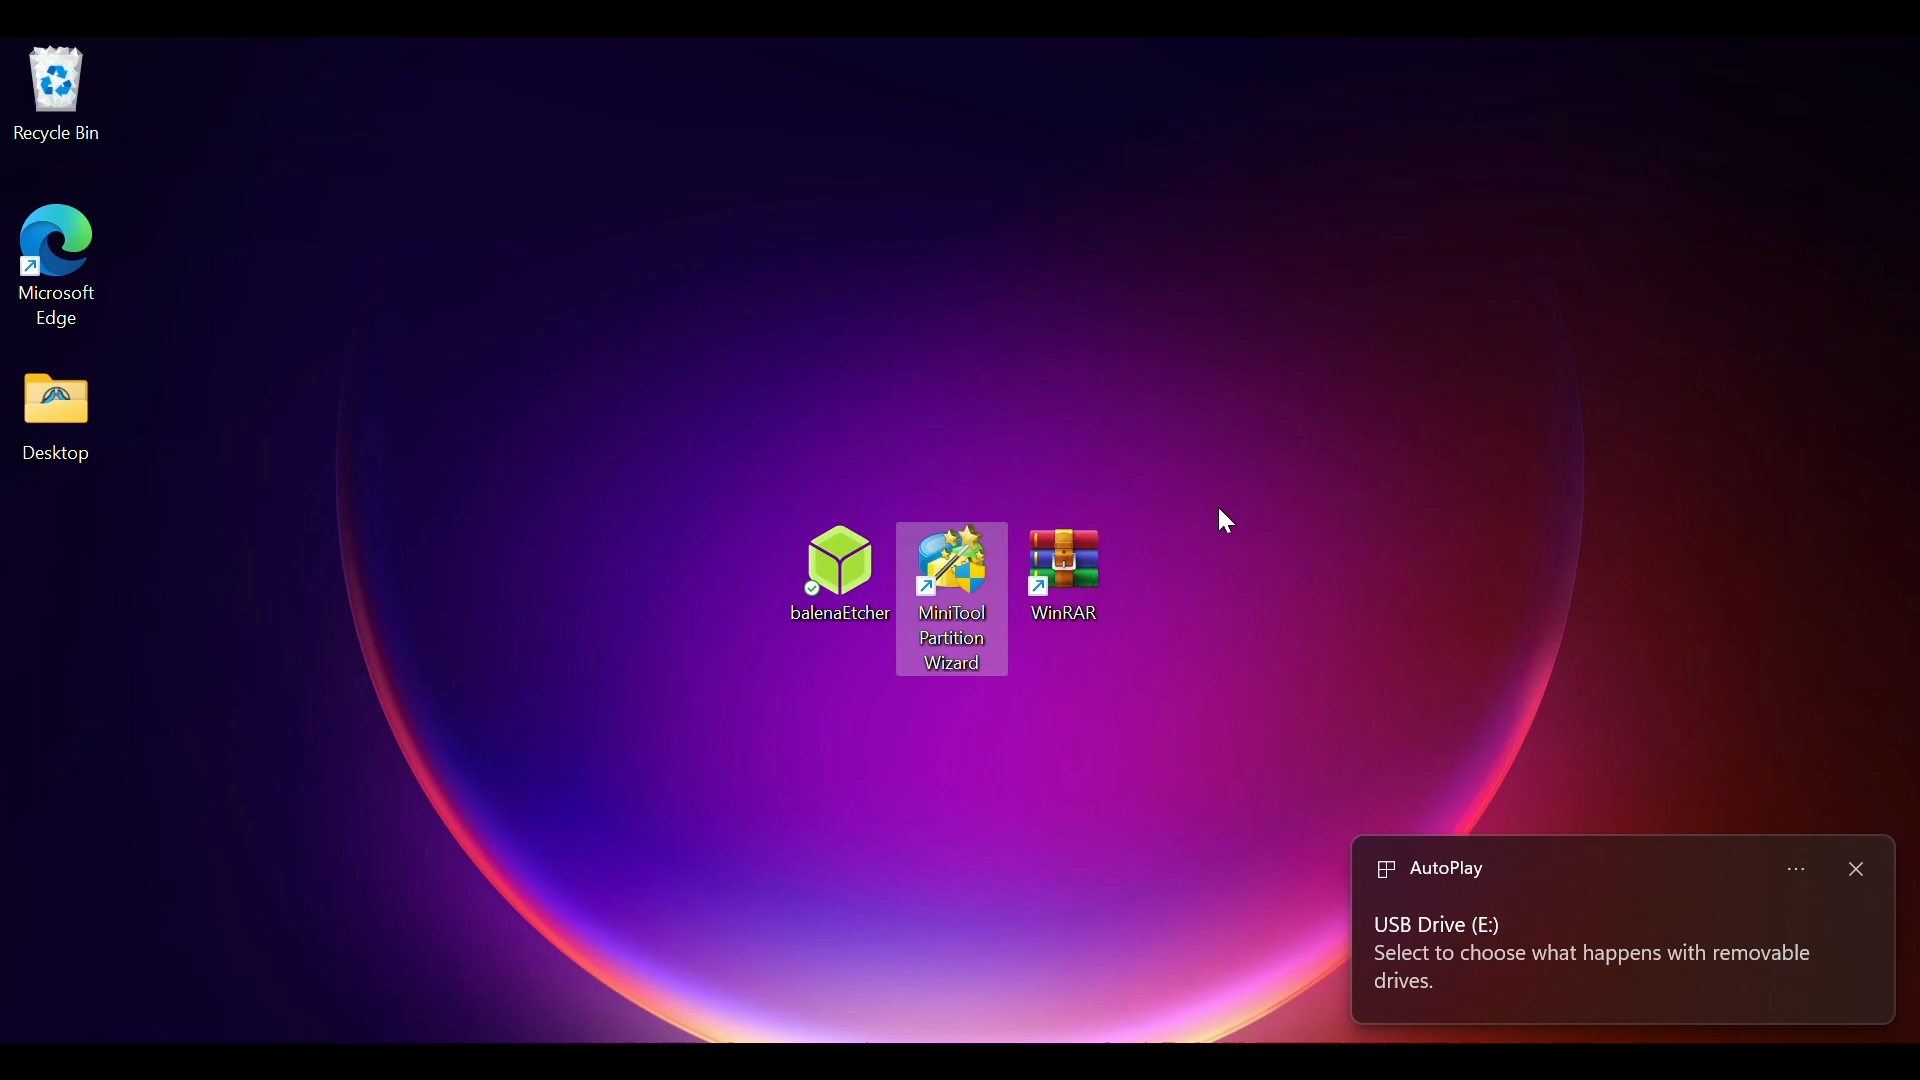 Recycle Bin
Microsoft
Edge
Desktop
balenaEtcher
MiniTool
Partition
Wizard
WinRAR
AutoPlay
USB Drive (E:)
Select to choose what happens with removable
drives.